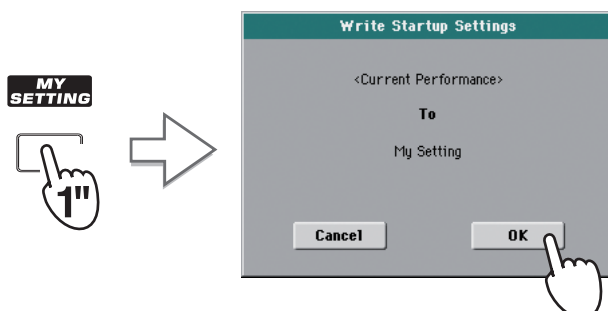 MY
SETTING
1"
Write Startup Settings
<Current Performance>
To
My Setting
Cancel
OK